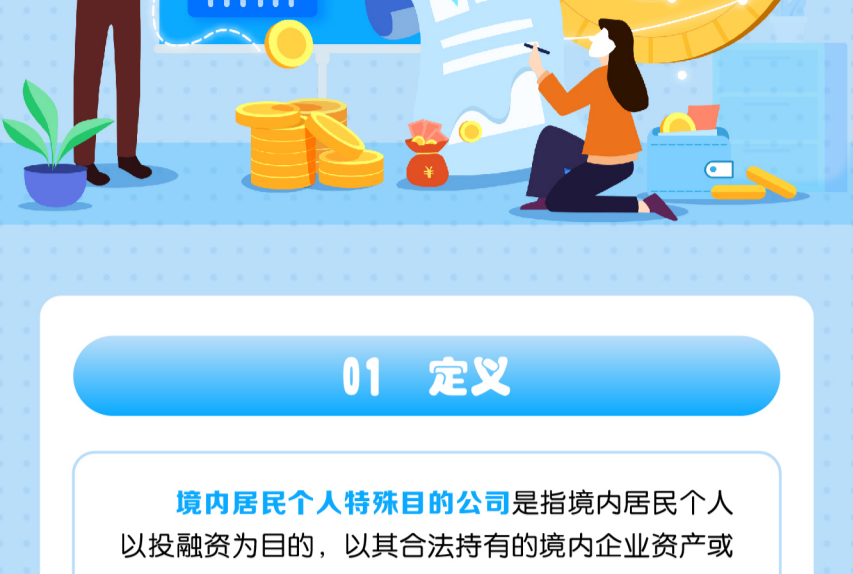 ¥
01 定义
境内居民个人特殊目的公司是指境内居民个人
以投融资为目的，以其合法持有的境内企业资产或